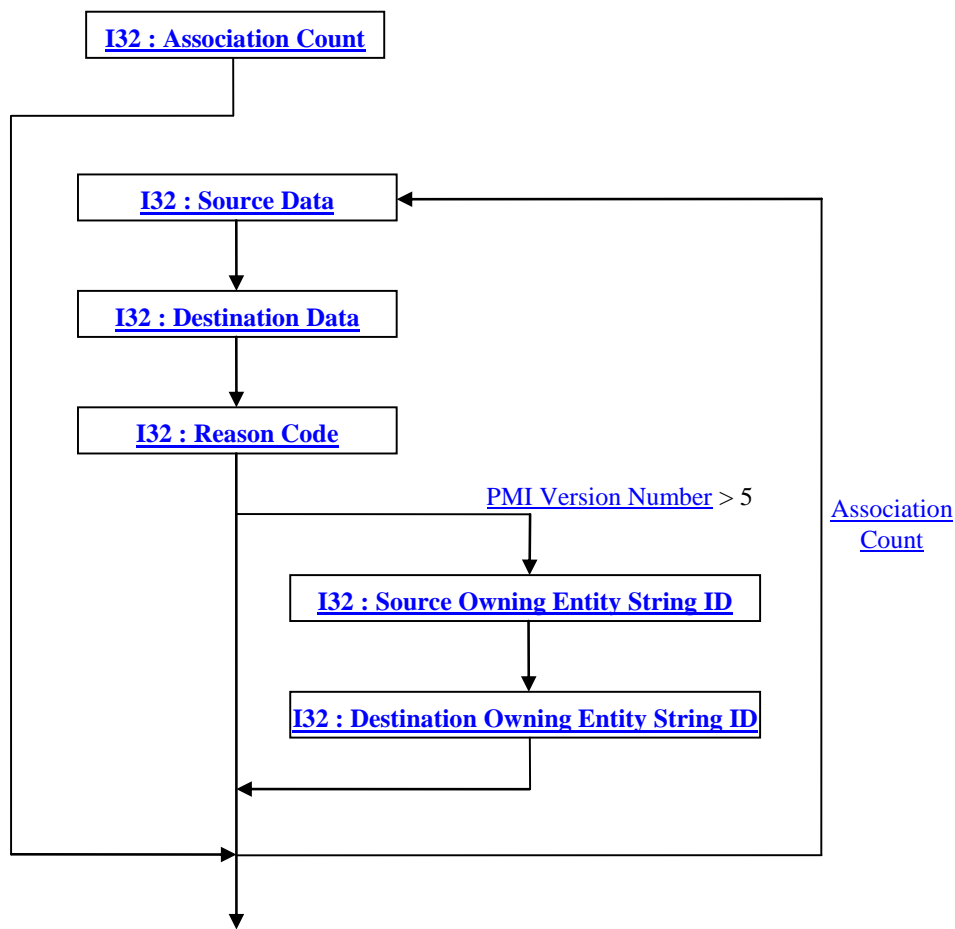 I32 : Association Count
I32 : Source Data
I32 : Destination Data
I32 : Reason Code
PMI Version Number > 5
Association
Count
I32 : Source Owning Entity String ID
I32 : Destination Owning Entity String ID